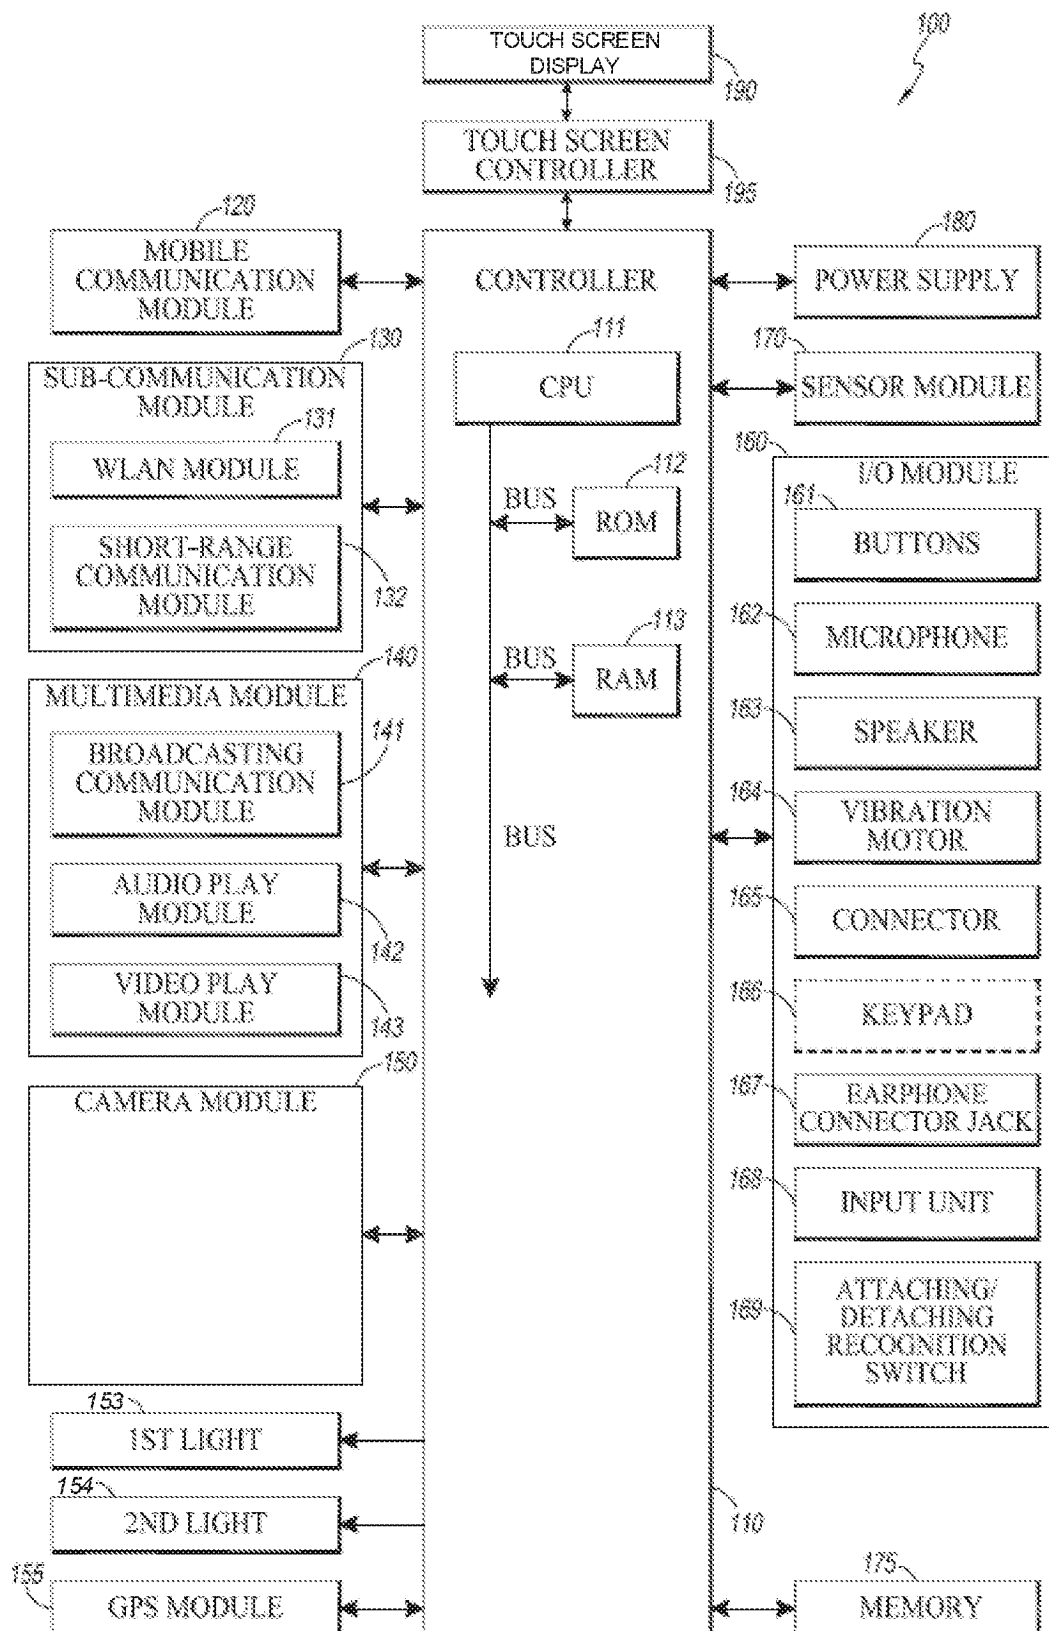 100
TOUCH SCREEN
DISPLAY
190
TOUCH SCREEN
CONTROLLER
195
120
MOBILE
COMMUNICATION
MODULE
130
SUB-COMMUNICATION
MODULE
131
WLAN MODULE
SHORT-RANGE
COMMUNICATION
MODULE
132
140
MULTIMEDIA MODULE
BROADCASTING
COMMUNICATION
MODULE
141
AUDIO PLAY
MODULE
142
VIDEO PLAY
MODULE
143
150
CAMERA MODULE
153
1ST LIGHT
154
2ND LIGHT
155
GPS MODULE
CONTROLLER
111
CPU
112
BUS
ROM
113
BUS
RAM
BUS
110
180
POWER SUPPLY
170
SENSOR MODULE
160
I/O MODULE
161
BUTTONS
162
MICROPHONE
163
SPEAKER
164
VIBRATION
MOTOR
165
CONNECTOR
166
KEYPAD
167
EARPHONE
CONNECTOR JACK
168
INPUT UNIT
169
ATTACHING/
DETACHING
RECOGNITION
SWITCH
175
MEMORY